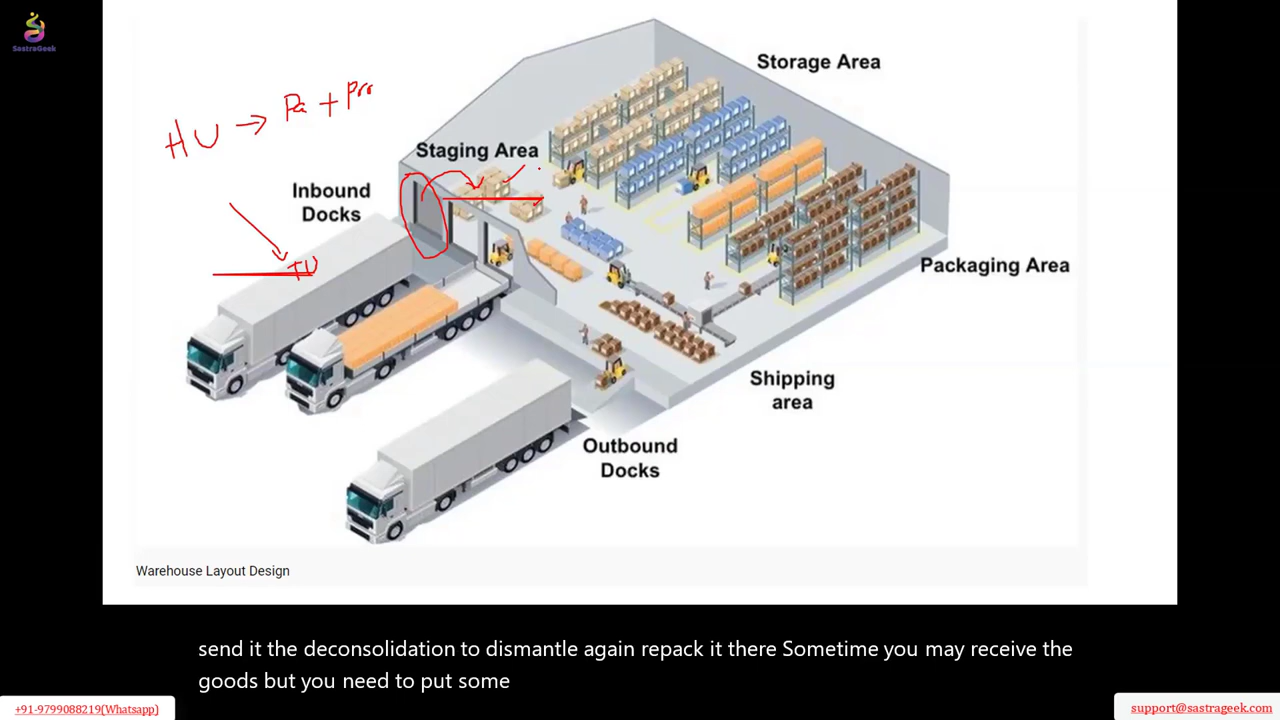 SastraGeek
Storage Area
HU → Pa + Pro
Staging Area
Inbound
Docks
TU
Packaging Area
Shipping
area
Outbound
Docks
Warehouse Layout Design
send it the deconsolidation to dismantle again repack it there Sometime you may receive the
goods but you need to put some
+91-9799088219(Whatsapp)
support@sastrageek.com